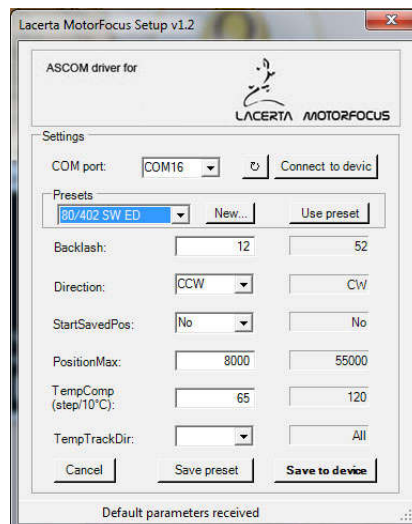 Lacerta MotorFocus Setup v1.2
ASCOM driver for
LACERTA MOTORFOCUS
Settings
COM port: COM16 ↻ Connect to devic
Presets
80/402 SW ED New... Use preset
Backlash: 12 52
Direction: CCW CW
StartSavedPos: No No
PositionMax: 8000 55000
TempComp
(step/10°C): 65 120
TempTrackDir: All
Cancel Save preset Save to device
Default parameters received